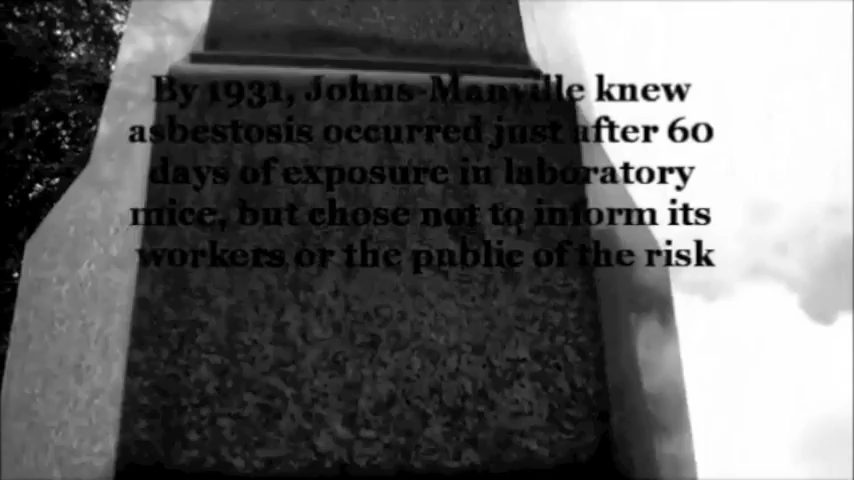 By 1931, Johns-Manville knew
asbestosis occurred just after 60
days of exposure in laboratory
mice, but chose not to inform its
workers or the public of the risk